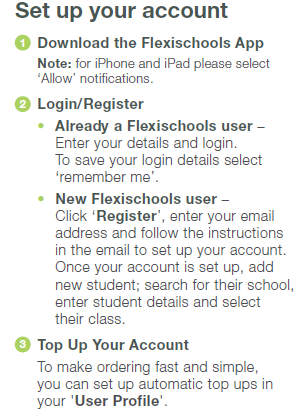 Set up your account
1 Download the Flexischools App
Note: for iPhone and iPad please select
‘Allow’ notifications.
2 Login/Register
• Already a Flexischools user –
Enter your details and login.
To save your login details select
‘remember me’.
• New Flexischools user –
Click ‘Register’, enter your email
address and follow the instructions
in the email to set up your account.
Once your account is set up, add
new student; search for their school,
enter student details and select
their class.
3 Top Up Your Account
To make ordering fast and simple,
you can set up automatic top ups in
your 'User Profile'.